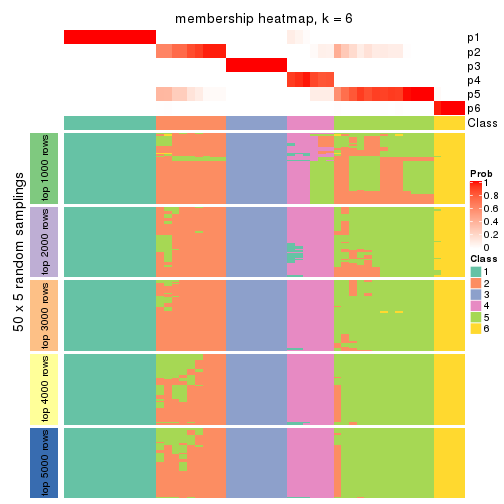 membership heatmap, k = 6
p1
p2
p3
p4
p5
p6
Class
50 x 5 random samplings
top 1000 rows
top 2000 rows
top 3000 rows
top 4000 rows
top 5000 rows
Prob
1
0.8
0.6
0.4
0.2
0
Class
1
2
3
4
5
6